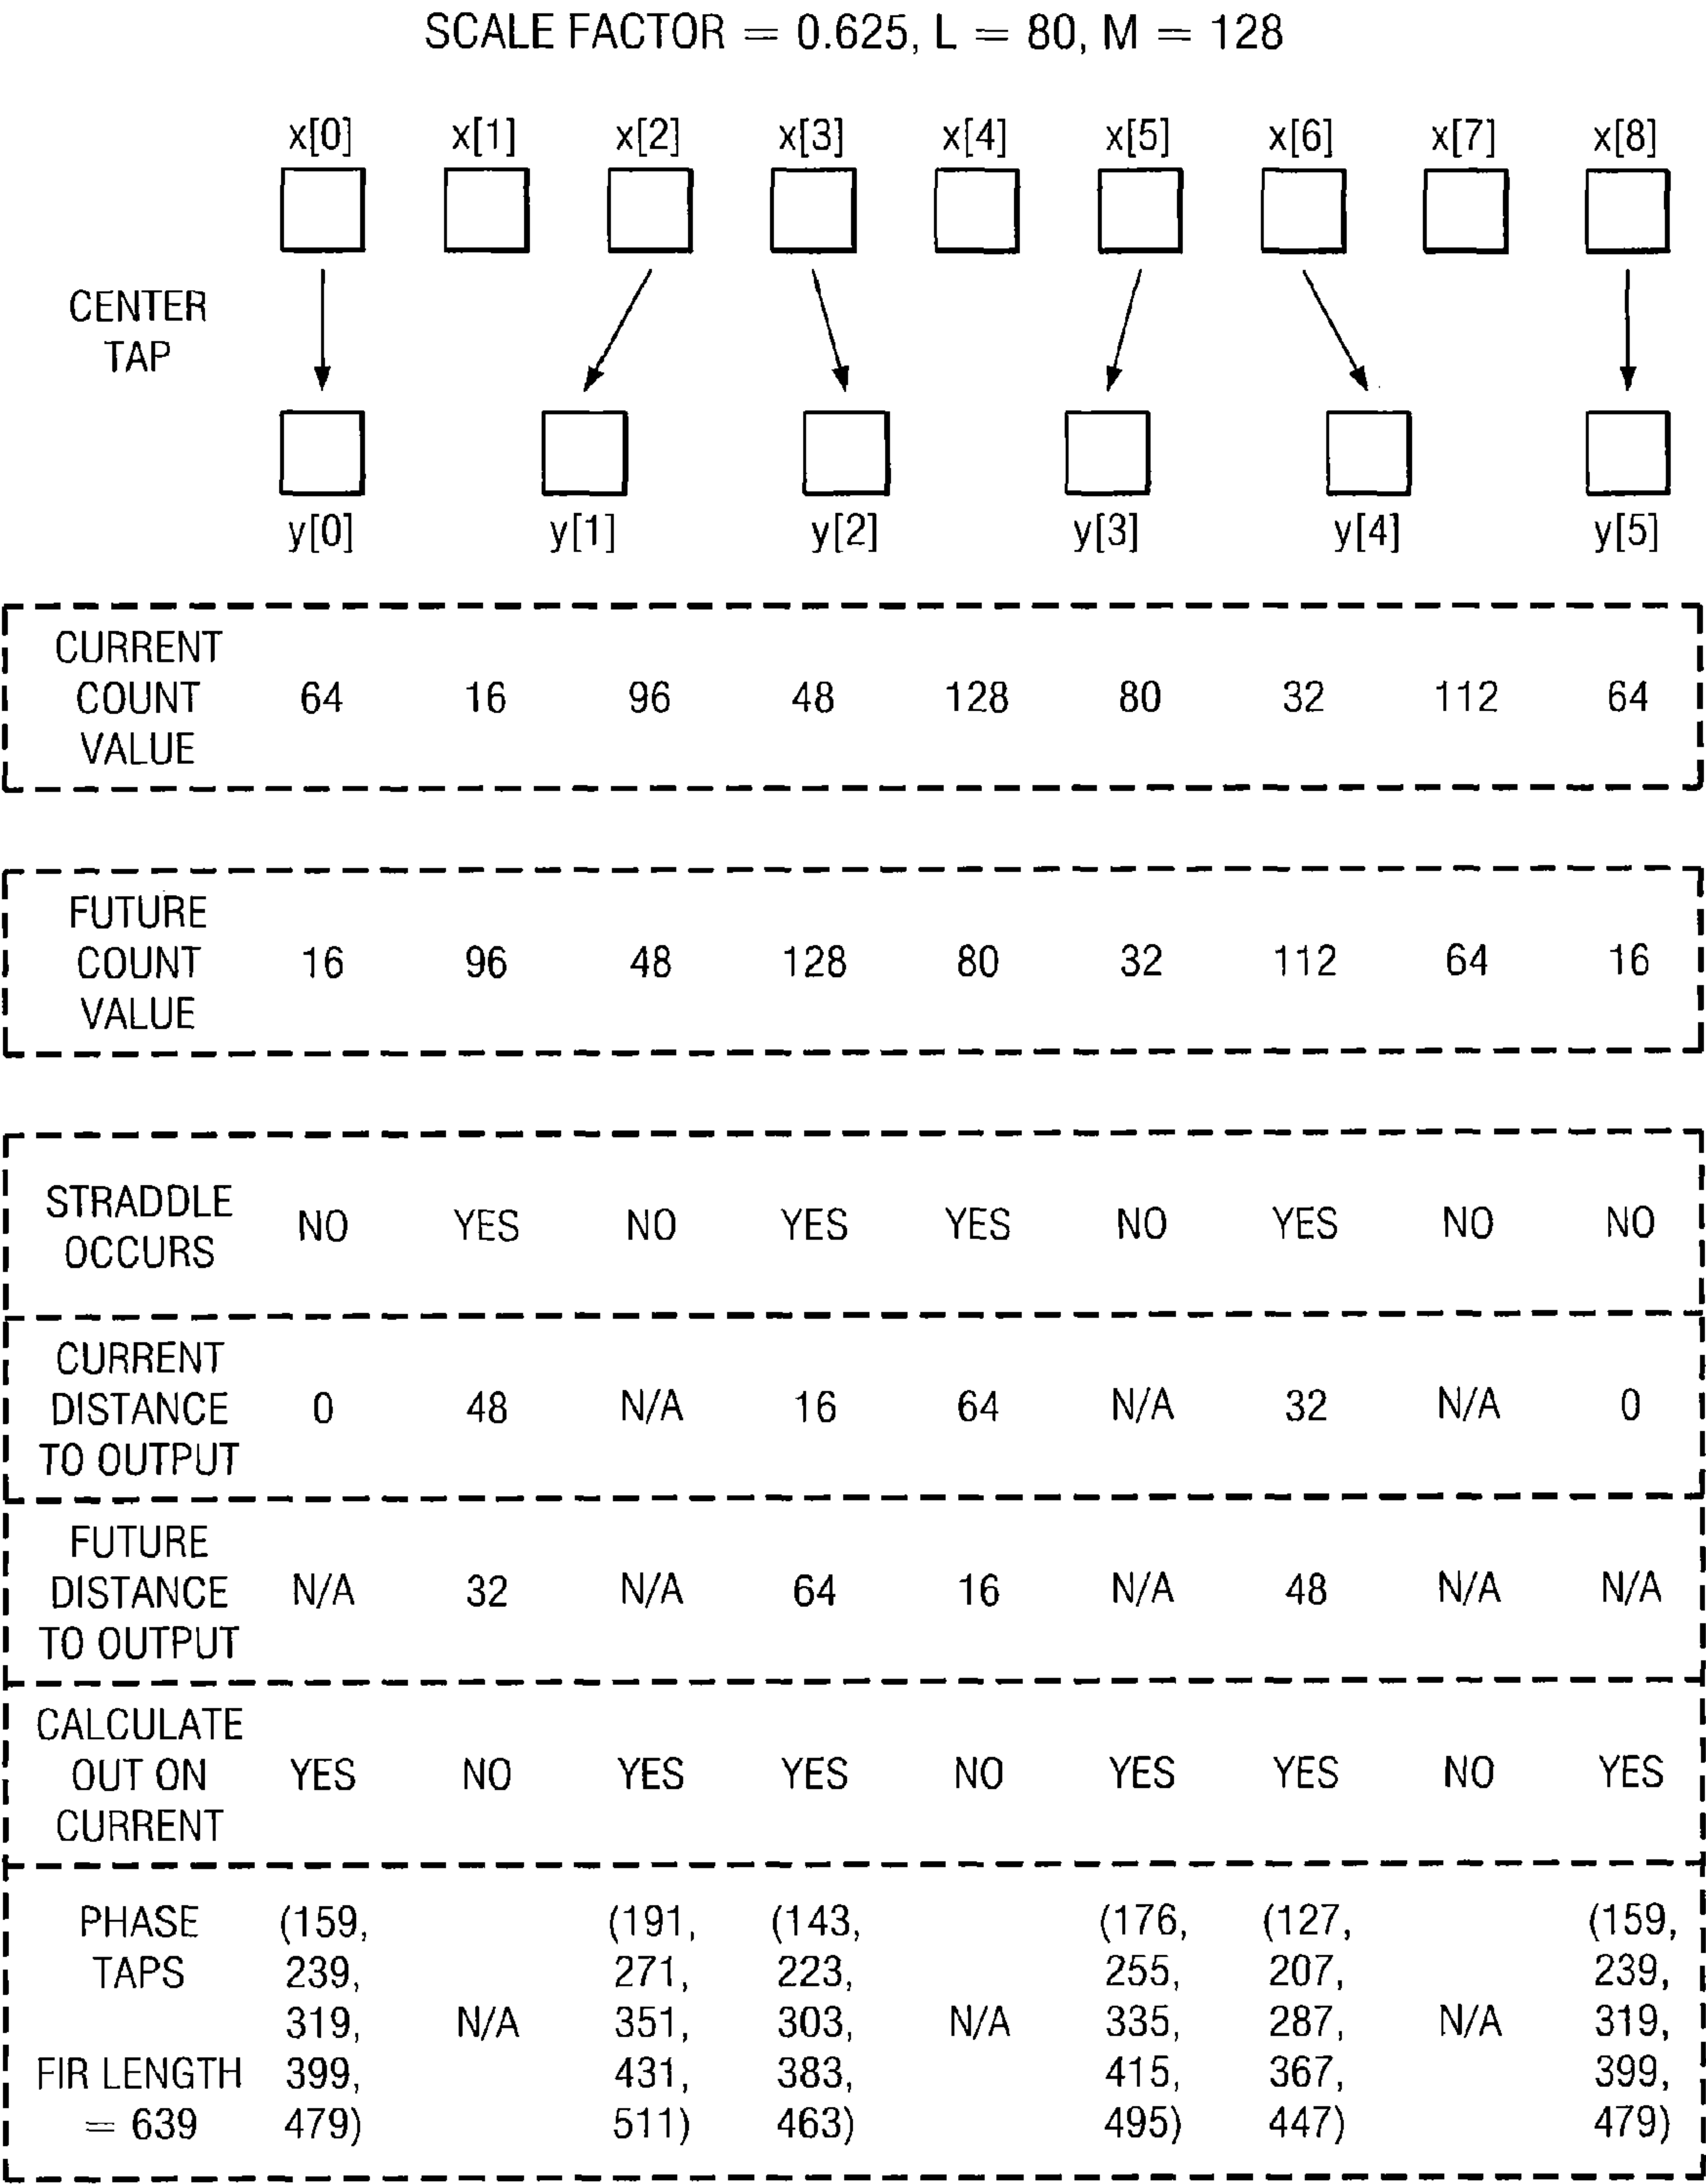 SCALE FACTOR = 0.625, L = 80, M = 128
x[0] x[1] x[2] x[3] x[4] x[5] x[6] x[7] x[8]
CENTER
TAP
y[0] y[1] y[2] y[3] y[4] y[5]
CURRENT
COUNT 64 16 96 48 128 80 32 112 64
VALUE
FUTURE
COUNT 16 96 48 128 80 32 112 64 16
VALUE
STRADDLE
OCCURS NO YES NO YES YES NO YES NO NO
CURRENT
DISTANCE 0 48 N/A 16 64 N/A 32 N/A 0
TO OUTPUT
FUTURE
DISTANCE N/A 32 N/A 64 16 N/A 48 N/A N/A
TO OUTPUT
CALCULATE
OUT ON YES NO YES YES NO YES YES NO YES
CURRENT
PHASE (159, (191, (143, (176, (127, (159,
TAPS 239, 271, 223, 255, 207, 239,
319, N/A 351, 303, N/A 335, 287, N/A 319,
FIR LENGTH 399, 431, 383, 415, 367, 399,
= 639 479) 511) 463) 495) 447) 479)